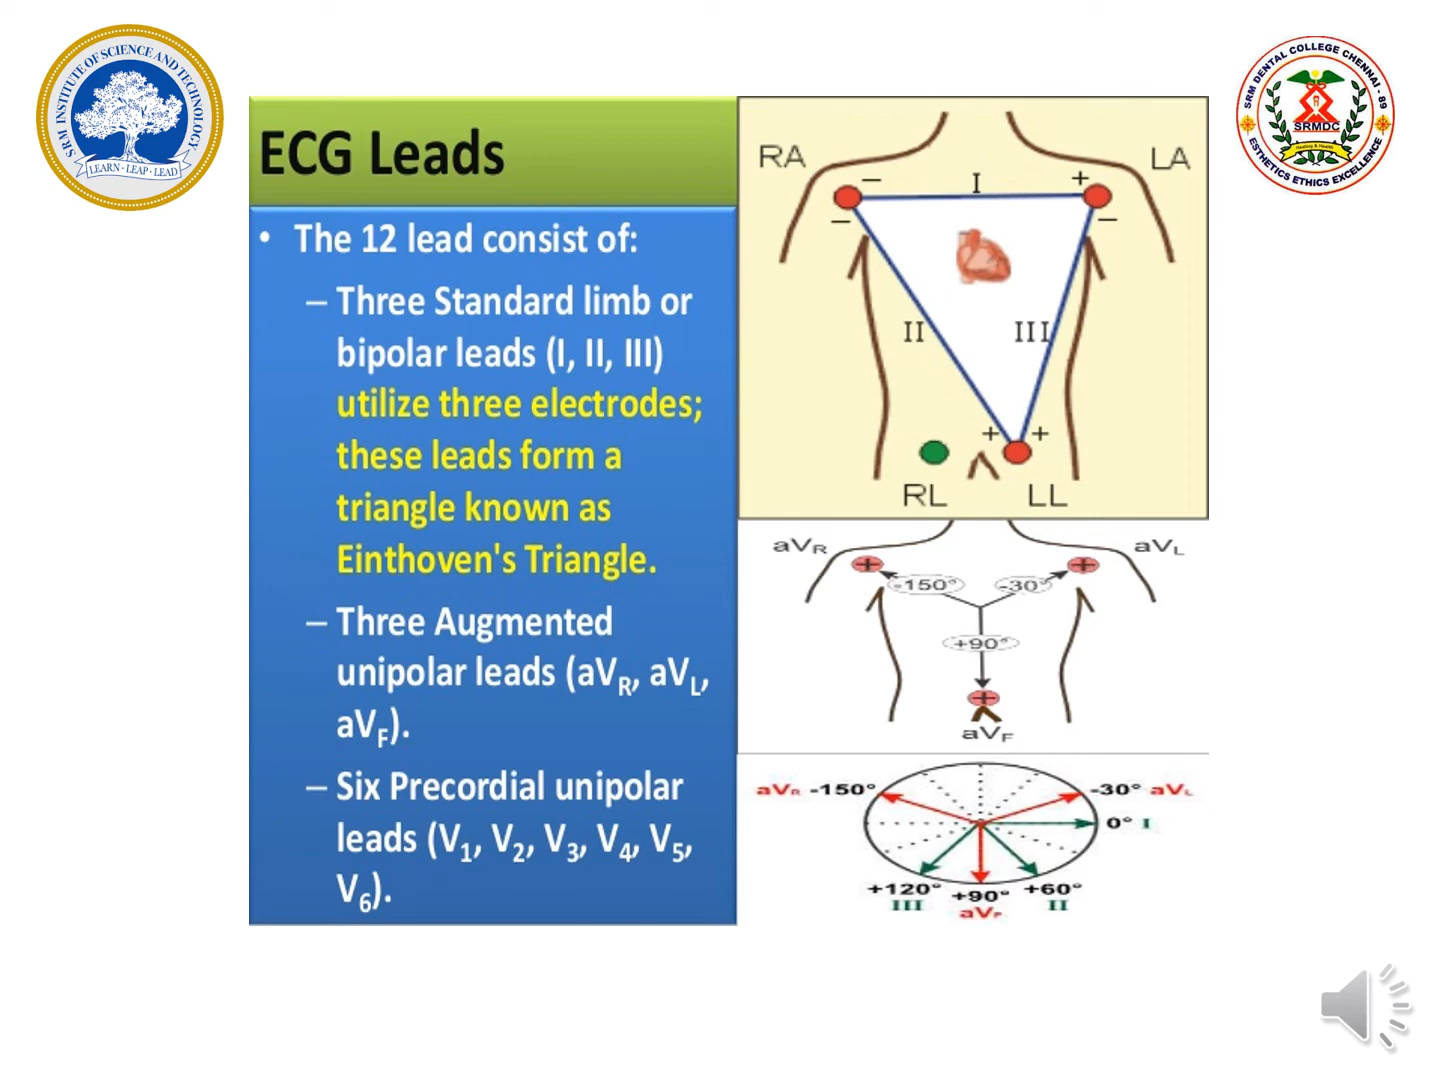 SRM INSTITUTE OF SCIENCE AND TECHNOLOGY
LEARN · LEAP · LEAD
SRM DENTAL COLLEGE CHENNAI - 89
SRMDC
Healing & Health
ESTHETICS ETHICS EXCELLENCE
ECG Leads
• The 12 lead consist of:
– Three Standard limb or
bipolar leads (I, II, III)
utilize three electrodes;
these leads form a
triangle known as
Einthoven's Triangle.
– Three Augmented
unipolar leads (aVR, aVL,
aVF).
– Six Precordial unipolar
leads (V1, V2, V3, V4, V5,
V6).
RA
LA
– I +
– –
II III
+ +
RL LL
aVR aVL
+ +
-150° -30°
+90°
+
aVF
aVR -150° -30° aVL
0° I
+120° +90° +60°
III aVF II